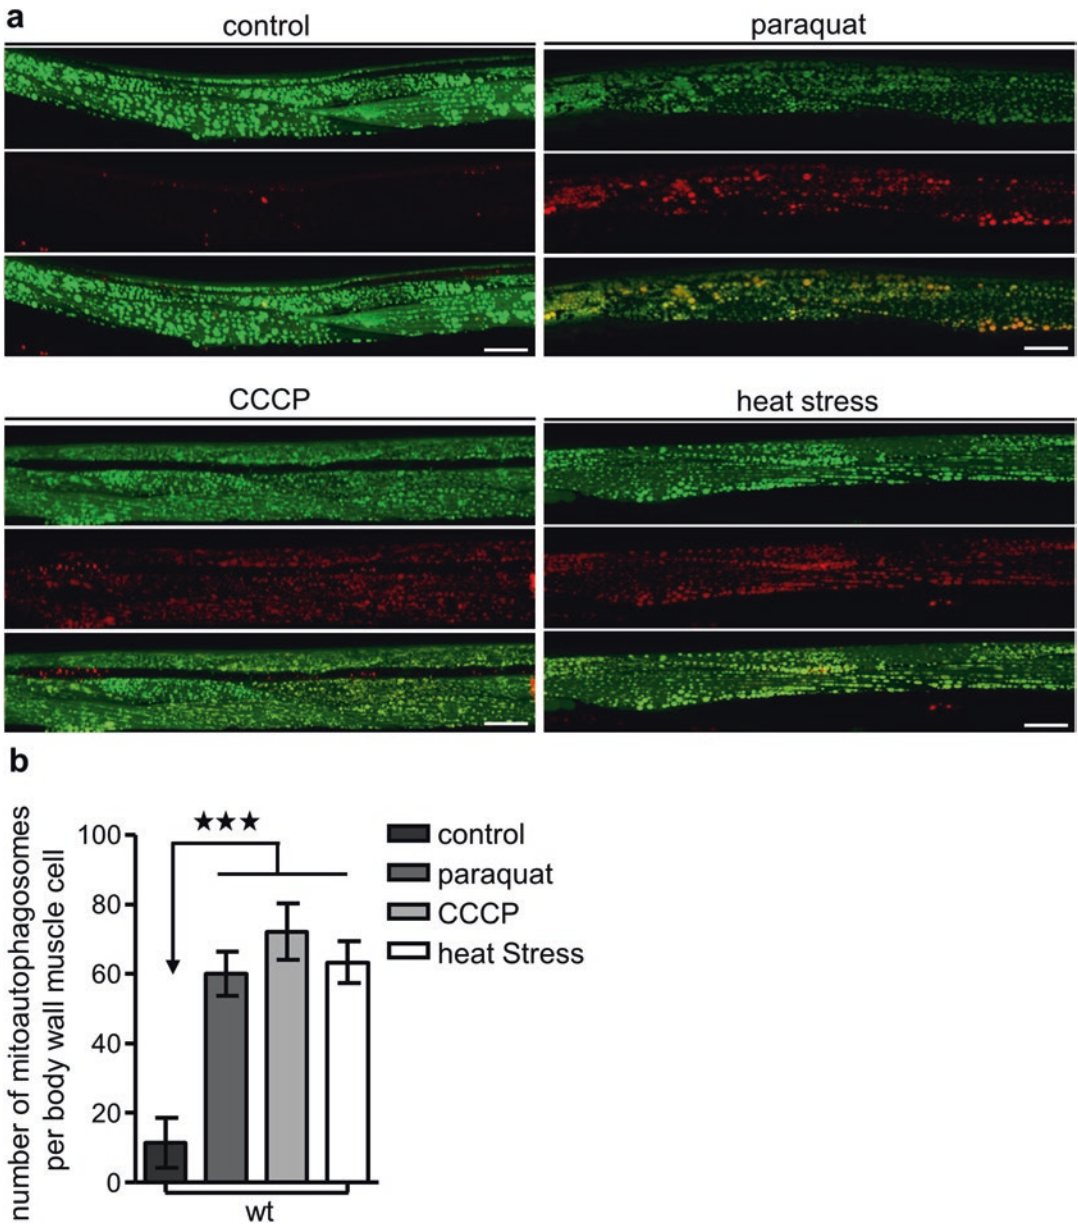 a
control
paraquat
CCCP
heat stress
b
number of mitoautophagosomes
per body wall muscle cell
100
80
60
40
20
0
★★★
control
paraquat
CCCP
heat Stress
wt